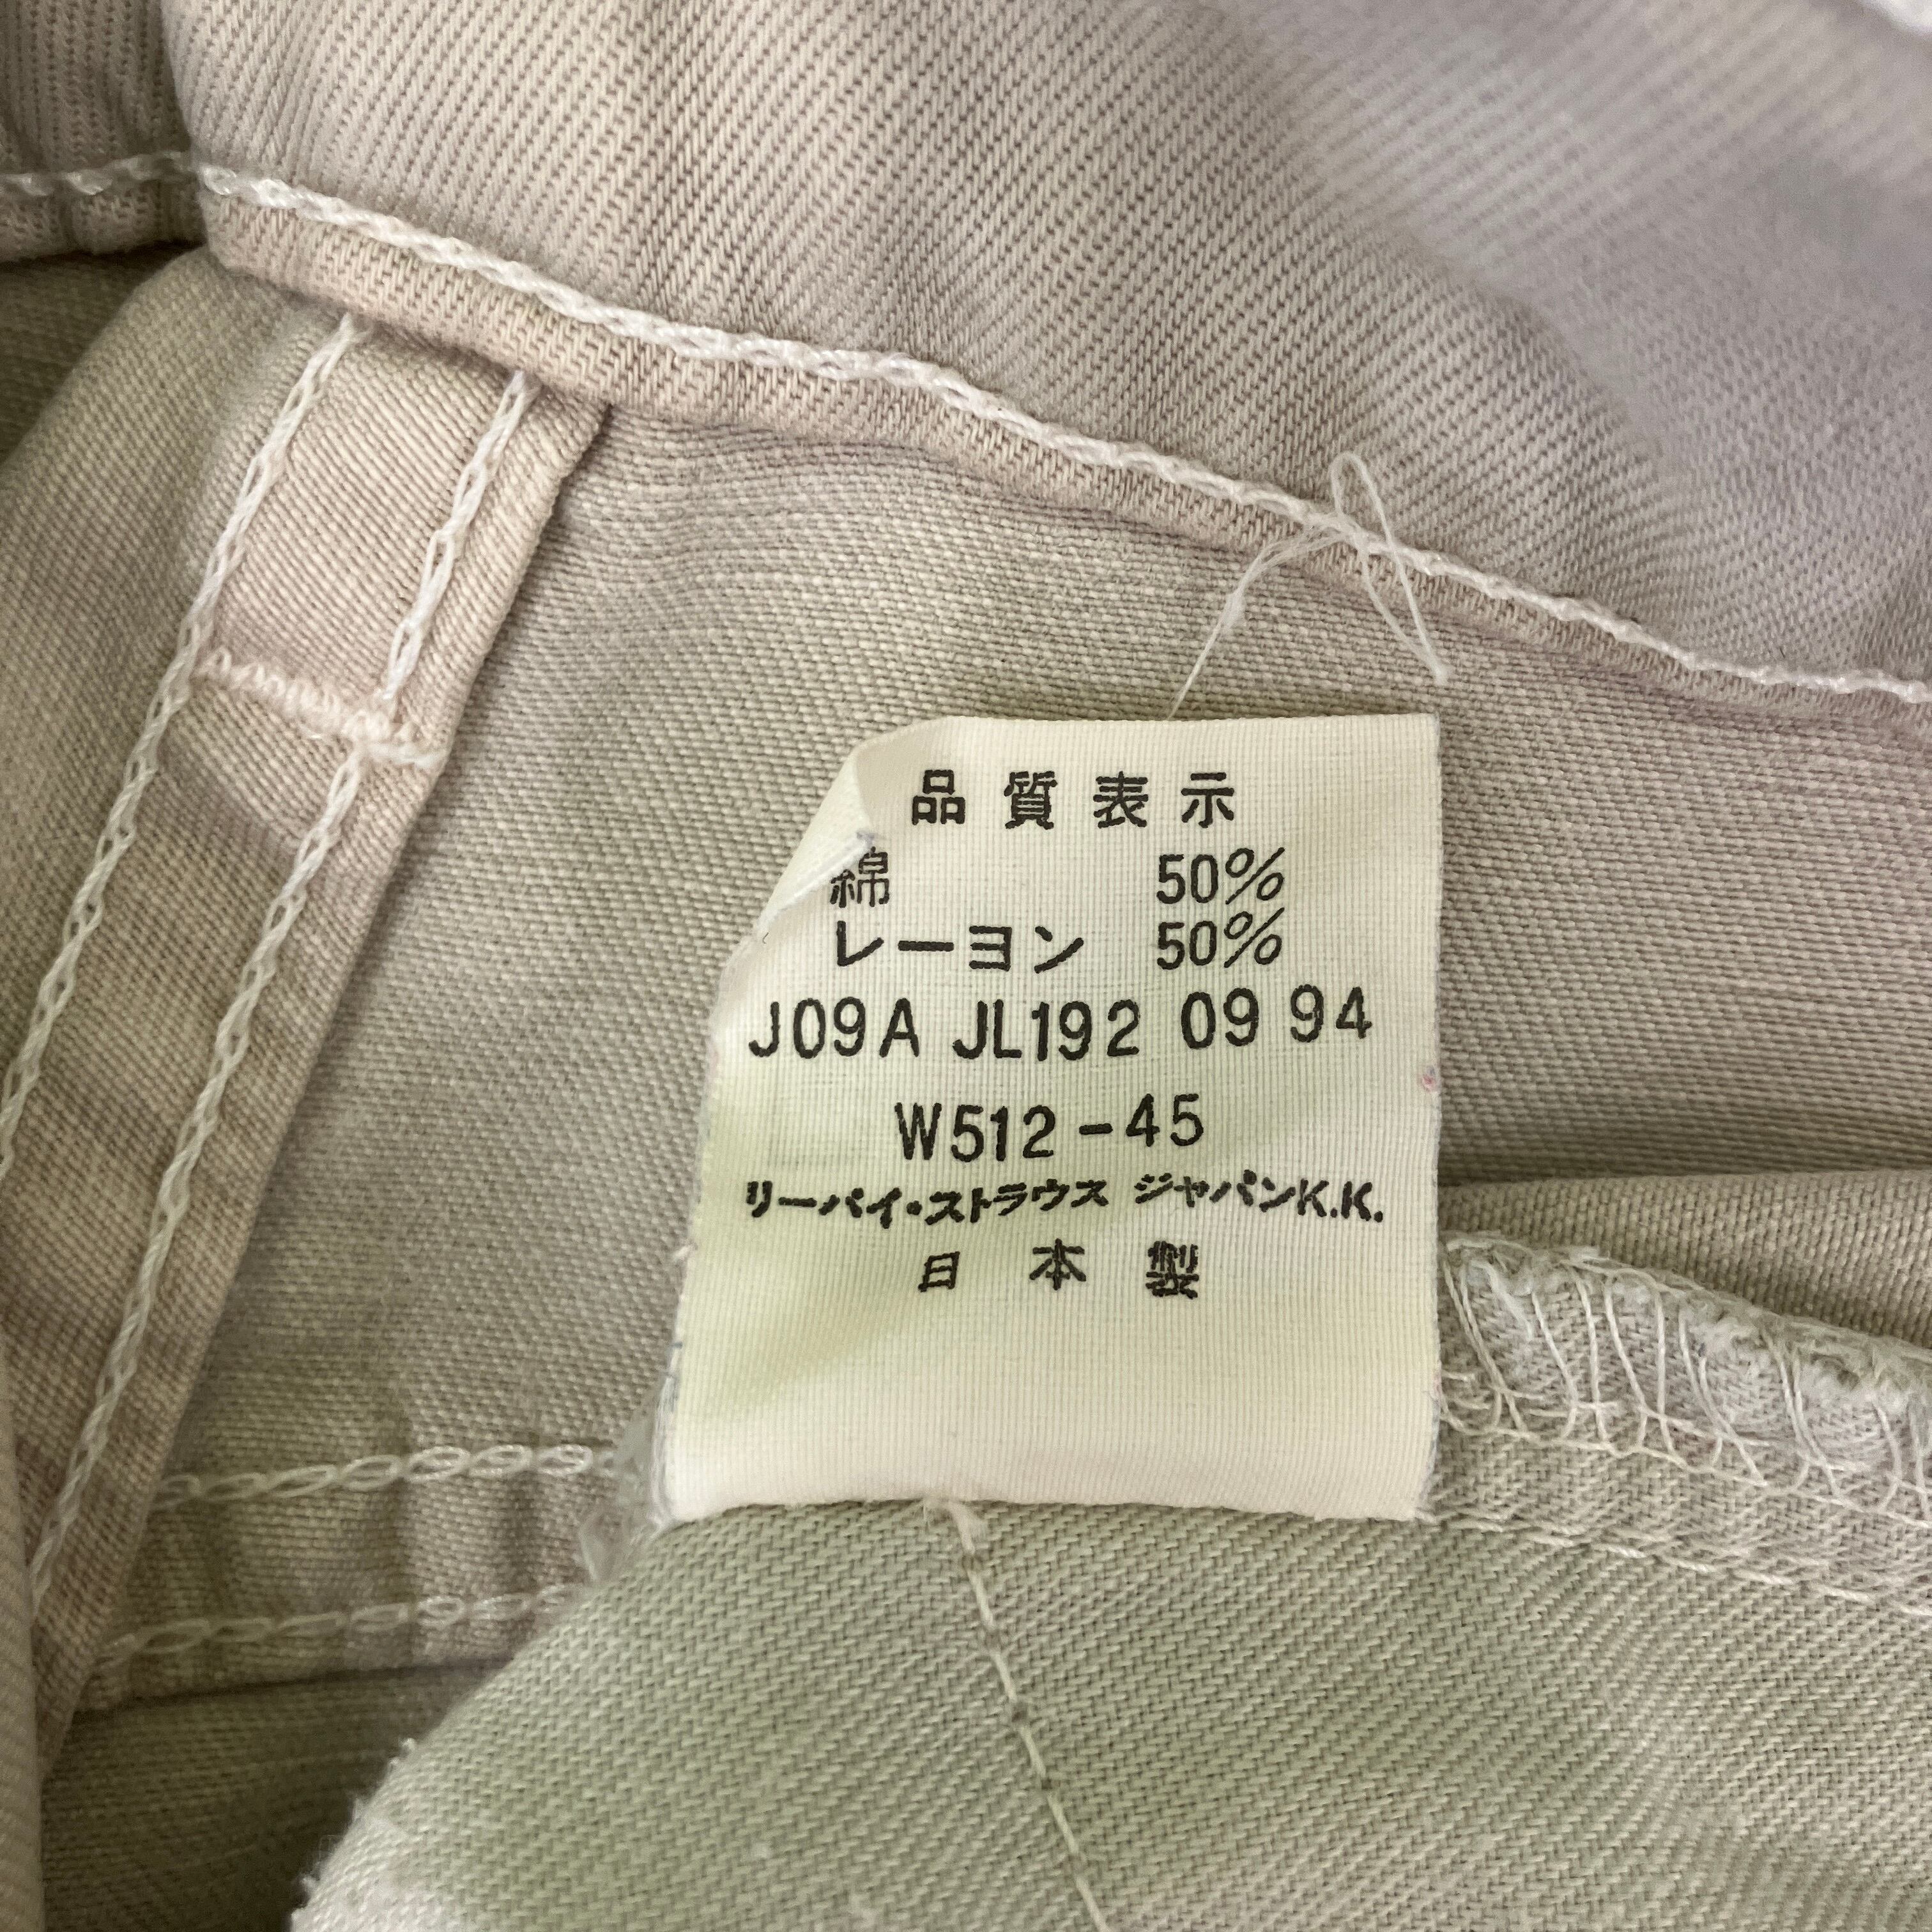 品質表示
綿 50%
レーヨン 50%
J09A JL192 09 94
W512-45
リーバイ・ストラウス ジャパンK.K.
日本製